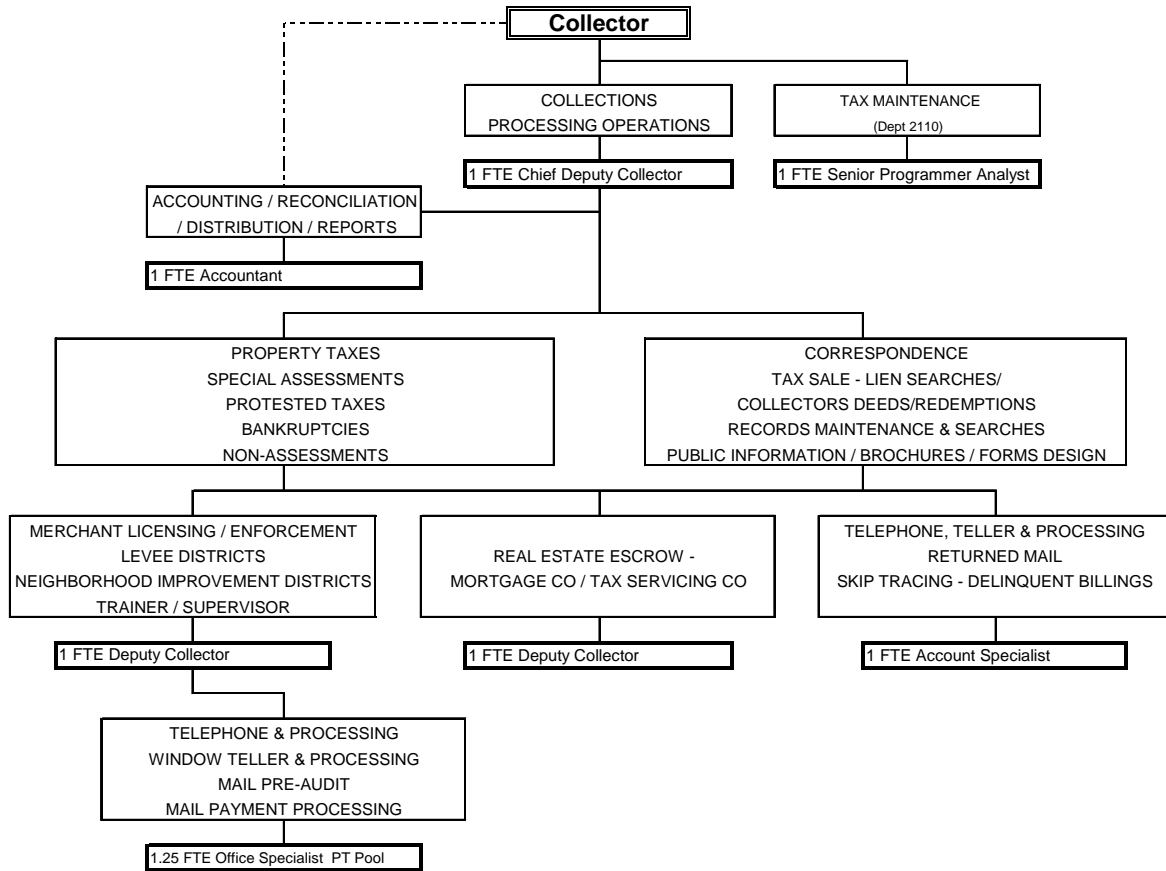 Collector
COLLECTIONS
PROCESSING OPERATIONS
TAX MAINTENANCE
(Dept 2110)
1 FTE Chief Deputy Collector
1 FTE Senior Programmer Analyst
ACCOUNTING / RECONCILIATION
/ DISTRIBUTION / REPORTS
1 FTE Accountant
PROPERTY TAXES
SPECIAL ASSESSMENTS
PROTESTED TAXES
BANKRUPTCIES
NON-ASSESSMENTS
CORRESPONDENCE
TAX SALE - LIEN SEARCHES/
COLLECTORS DEEDS/REDEMPTIONS
RECORDS MAINTENANCE & SEARCHES
PUBLIC INFORMATION / BROCHURES / FORMS DESIGN
MERCHANT LICENSING / ENFORCEMENT
LEVEE DISTRICTS
NEIGHBORHOOD IMPROVEMENT DISTRICTS
TRAINER / SUPERVISOR
1 FTE Deputy Collector
REAL ESTATE ESCROW -
MORTGAGE CO / TAX SERVICING CO
1 FTE Deputy Collector
TELEPHONE, TELLER & PROCESSING
RETURNED MAIL
SKIP TRACING - DELINQUENT BILLINGS
1 FTE Account Specialist
TELEPHONE & PROCESSING
WINDOW TELLER & PROCESSING
MAIL PRE-AUDIT
MAIL PAYMENT PROCESSING
1.25 FTE Office Specialist PT Pool